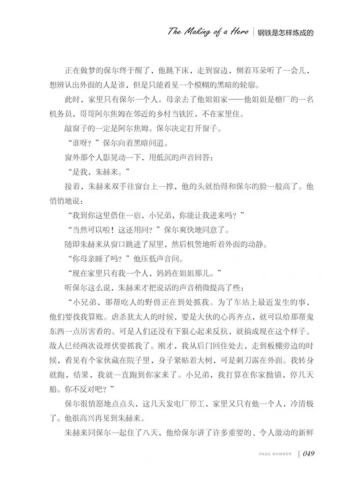 The Making of a Hero | 钢铁是怎样炼成的
正在做梦的保尔终于醒了，他跳下床，走到窗边，侧着耳朵听了一会儿，
想辨认出外面的人是谁，但是只能看见一个模糊的黑暗的轮廓。
此时，家里只有保尔一个人。母亲去了他姐姐家——他姐姐是糖厂的一名
机务员，哥哥阿尔焦姆在邻近的乡村当铁匠，不在家里住。
敲窗子的一定是阿尔焦姆。保尔决定打开窗子。
“谁呀？”保尔向着黑暗问道。
窗外那个人影晃动一下，用低沉的声音回答：
“是我，朱赫来。”
接着，朱赫来双手往窗台上一撑，他的头就抬得和保尔的脸一般高了。他
悄悄地说：
“我到你这里借住一宿，小兄弟，你能让我进来吗？”
“当然可以啦！这还用问？”保尔爽快地同意了。
随即朱赫来从窗口跳进了屋里，然后机警地听着外面的动静。
“你母亲睡了吗？”他压低声音问。
“现在家里只有我一个人，妈妈在姐姐那儿。”
听保尔这么说，朱赫来才把说话的声音稍微提高了些：
“小兄弟，那帮吃人的野兽正在到处抓我。为了车站上最近发生的事，
他们要找我算账。虐杀犹太人的时候，要是大伙的心再齐点，就可以给那帮鬼
东西一点厉害看的。可是人们还没有下狠心起来反抗，就搞成现在这个样子。
敌人已经两次设埋伏要抓我了。刚才，我从后门回住处去，走到板棚旁边的时
候，看见有个家伙藏在院子里，身子紧贴着大树，可是刺刀露在外面。我转身
就跑，结果，我就一直跑到你家来了。小兄弟，我打算在你家抛锚，停几天
船。你不反对吧？”
保尔很情愿地点点头，这几天发电厂停工，家里又只有他一个人，冷清极
了。他很高兴再见到朱赫来。
朱赫来同保尔一起住了八天，他给保尔讲了许多重要的、令人激动的新鲜
PAGE NUMBER | 049